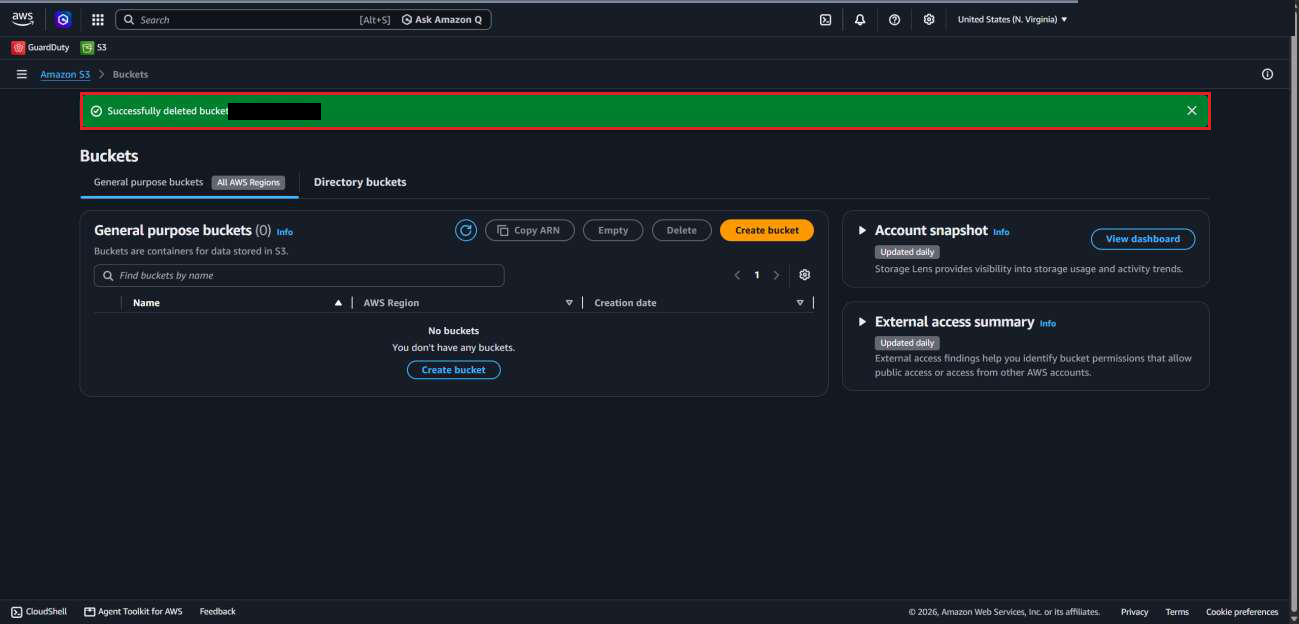 aws Search [Alt+S] Ask Amazon Q United States (N. Virginia)
GuardDuty S3
Amazon S3 Buckets
Successfully deleted bucket
Buckets
General purpose buckets All AWS Regions Directory buckets
General purpose buckets (0) Info Copy ARN Empty Delete Create bucket
Buckets are containers for data stored in S3.
Find buckets by name 1
Name AWS Region Creation date
No buckets
You don't have any buckets.
Create bucket
Account snapshot Info View dashboard
Updated daily
Storage Lens provides visibility into storage usage and activity trends.
External access summary Info
Updated daily
External access findings help you identify bucket permissions that allow
public access or access from other AWS accounts.
CloudShell Agent Toolkit for AWS Feedback © 2026, Amazon Web Services, Inc. or its affiliates. Privacy Terms Cookie preferences